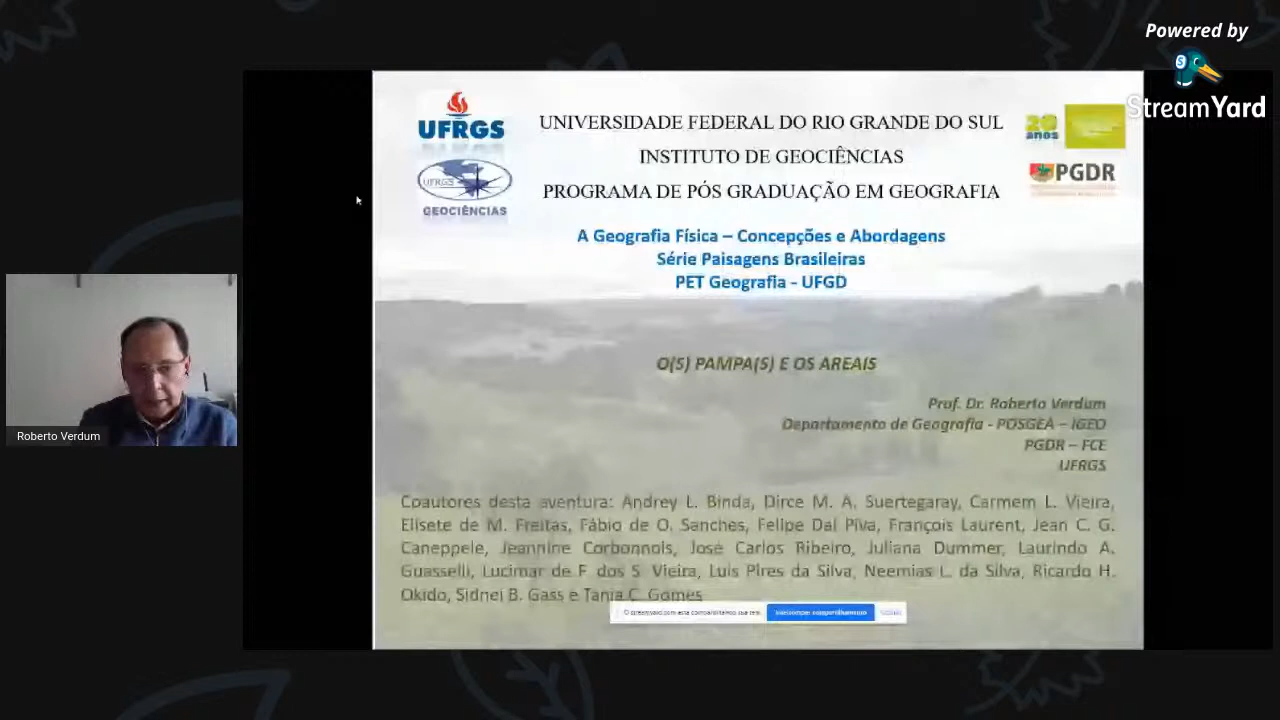 Powered by
StreamYard
UFRGS
UNIVERSIDADE FEDERAL DO RIO GRANDE DO SUL
20 anos
INSTITUTO DE GEOCIÊNCIAS
UFRGS
PGDR
PROGRAMA DE PÓS GRADUAÇÃO EM GEOGRAFIA
GEOCIÊNCIAS
A Geografia Física – Concepções e Abordagens
Série Paisagens Brasileiras
PET Geografia - UFGD
O(S) PAMPA(S) E OS AREAIS
Prof. Dr. Roberto Verdum
Departamento de Geografia - POSGEA – IGEO
PGDR – FCE
UFRGS
Roberto Verdum
Coautores desta aventura: Andrey L. Binda, Dirce M. A. Suertegaray, Carmem L. Vieira,
Elisete de M. Freitas, Fábio de O. Sanches, Felipe Dal Piva, François Laurent, Jean C. G.
Caneppele, Jeannine Corbonnois, José Carlos Ribeiro, Juliana Dummer, Laurindo A.
Guasselli, Lucimar de F. dos S. Vieira, Luis Pires da Silva, Neemias L. da Silva, Ricardo H.
Okido, Sidnei B. Gass e Tania C. Gomes